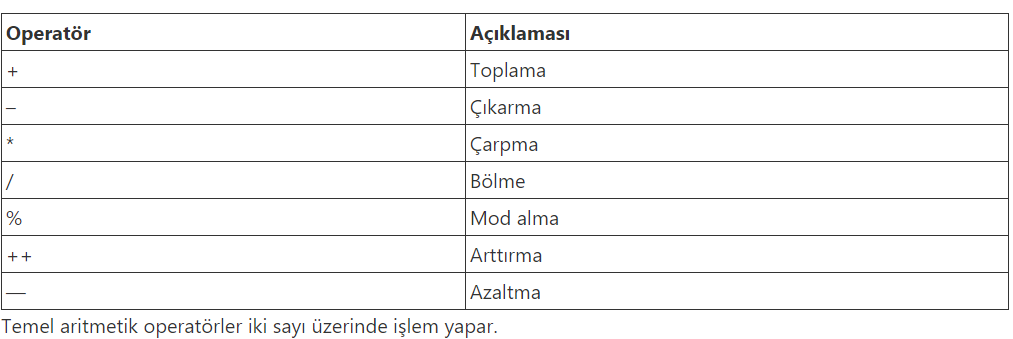 Operatör Açıklaması
+ Toplama
– Çıkarma
* Çarpma
/ Bölme
% Mod alma
++ Arttırma
— Azaltma
Temel aritmetik operatörler iki sayı üzerinde işlem yapar.